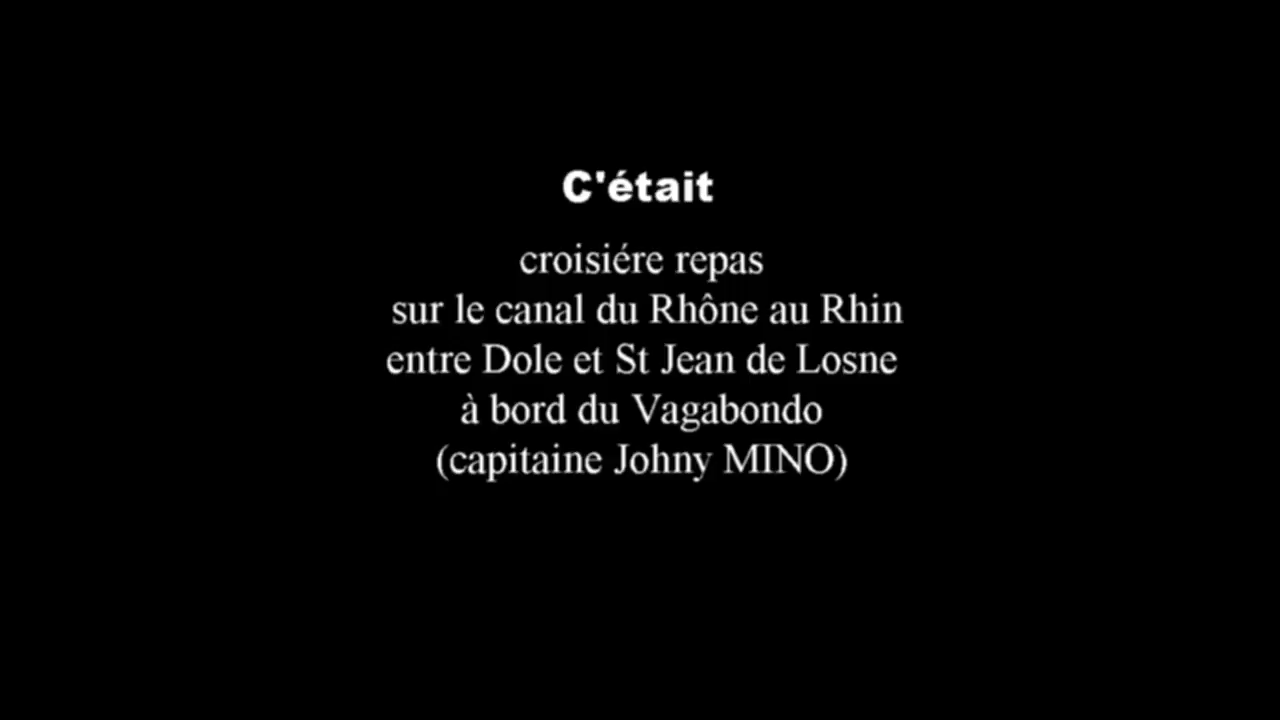 C'était
croisiére repas
sur le canal du Rhône au Rhin
entre Dole et St Jean de Losne
à bord du Vagabondo
(capitaine Johny MINO)